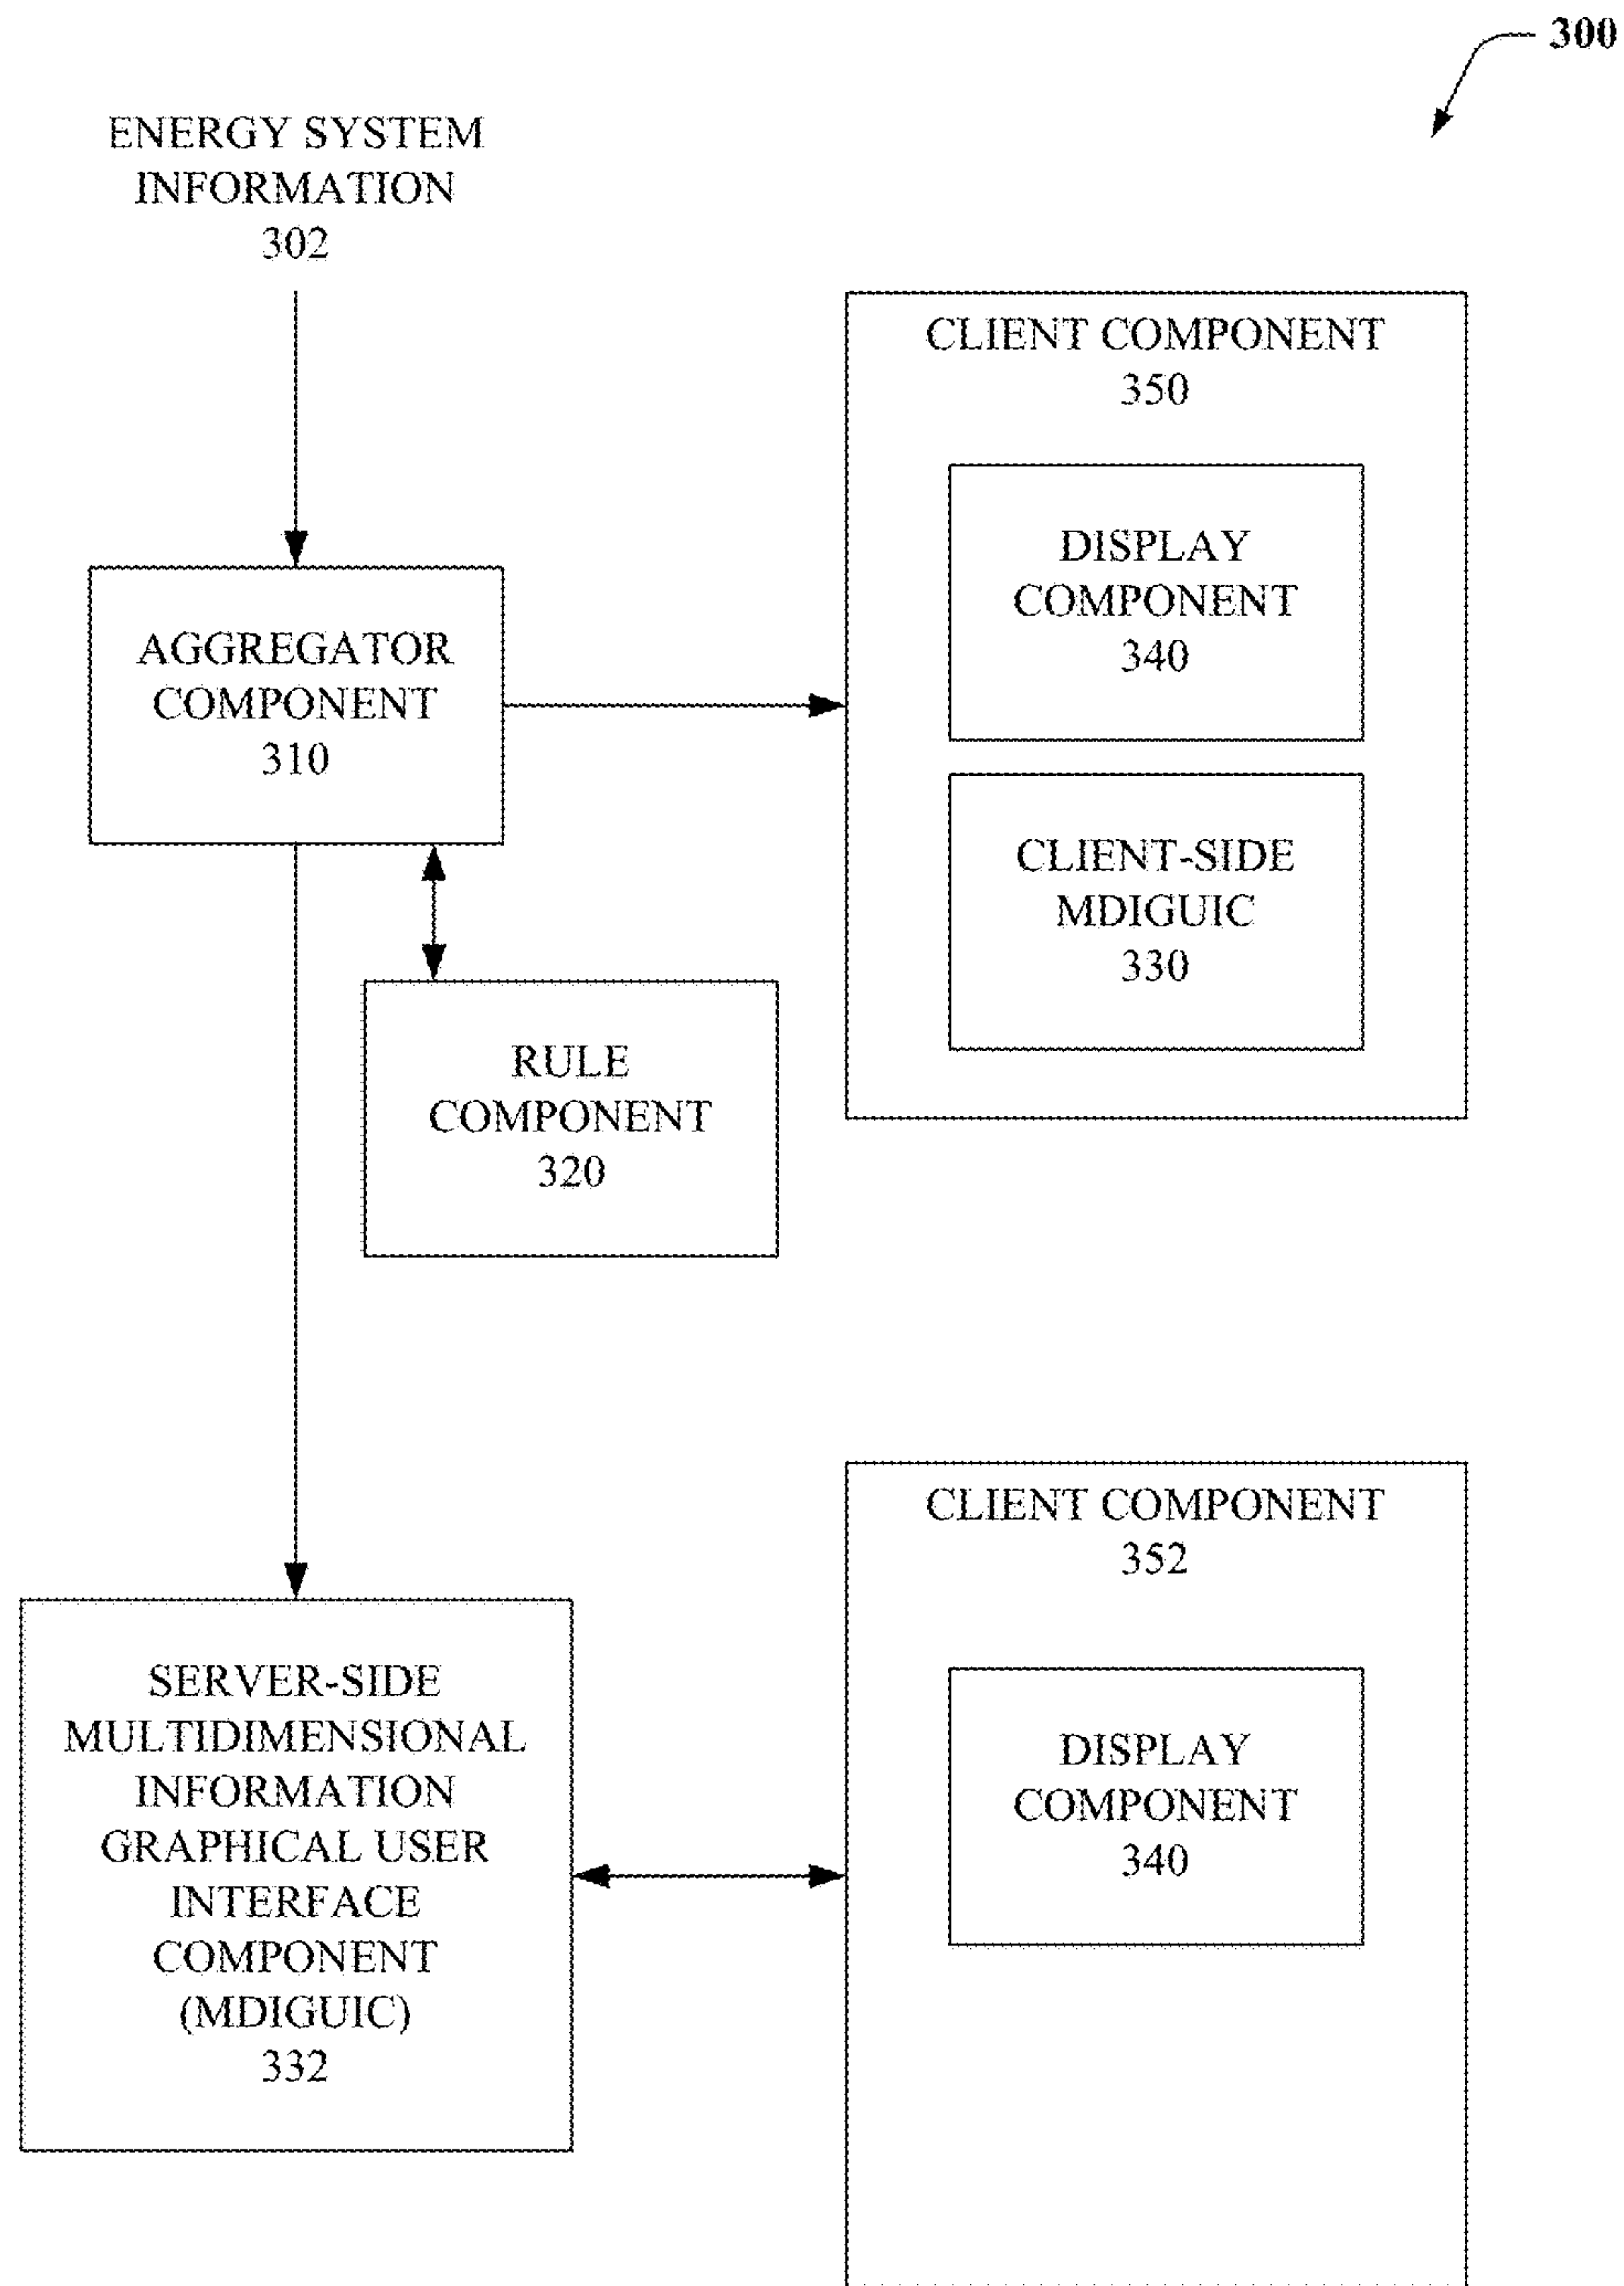 300
ENERGY SYSTEM
INFORMATION
302
CLIENT COMPONENT
350
DISPLAY
COMPONENT
340
AGGREGATOR
COMPONENT
310
CLIENT-SIDE
MDIGUIC
330
RULE
COMPONENT
320
CLIENT COMPONENT
352
SERVER-SIDE
MULTIDIMENSIONAL
INFORMATION
GRAPHICAL USER
INTERFACE
COMPONENT
(MDIGUIC)
332
DISPLAY
COMPONENT
340